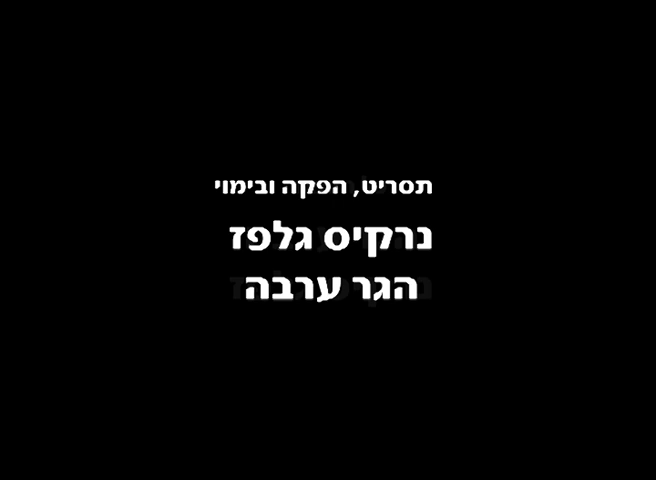 תסריט, הפקה ובימוי
נרקיס גלפז
הגר ערבה